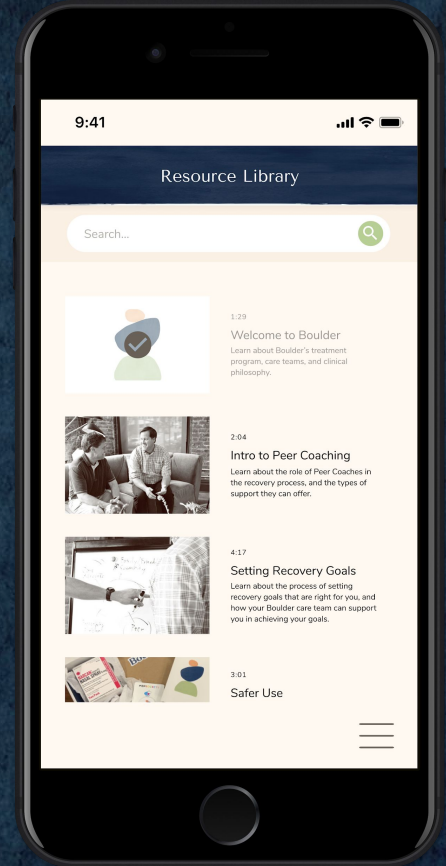 9:41
Resource Library
Search...
1:29
Welcome to Boulder
Learn about Boulder's treatment
program, care teams, and clinical
philosophy.
2:04
Intro to Peer Coaching
Learn about the role of Peer Coaches in
the recovery process, and the types of
support they can offer.
4:17
Setting Recovery Goals
Learn about the process of setting
recovery goals that are right for you, and
how your Boulder care team can support
you in achieving your goals.
3:01
Safer Use